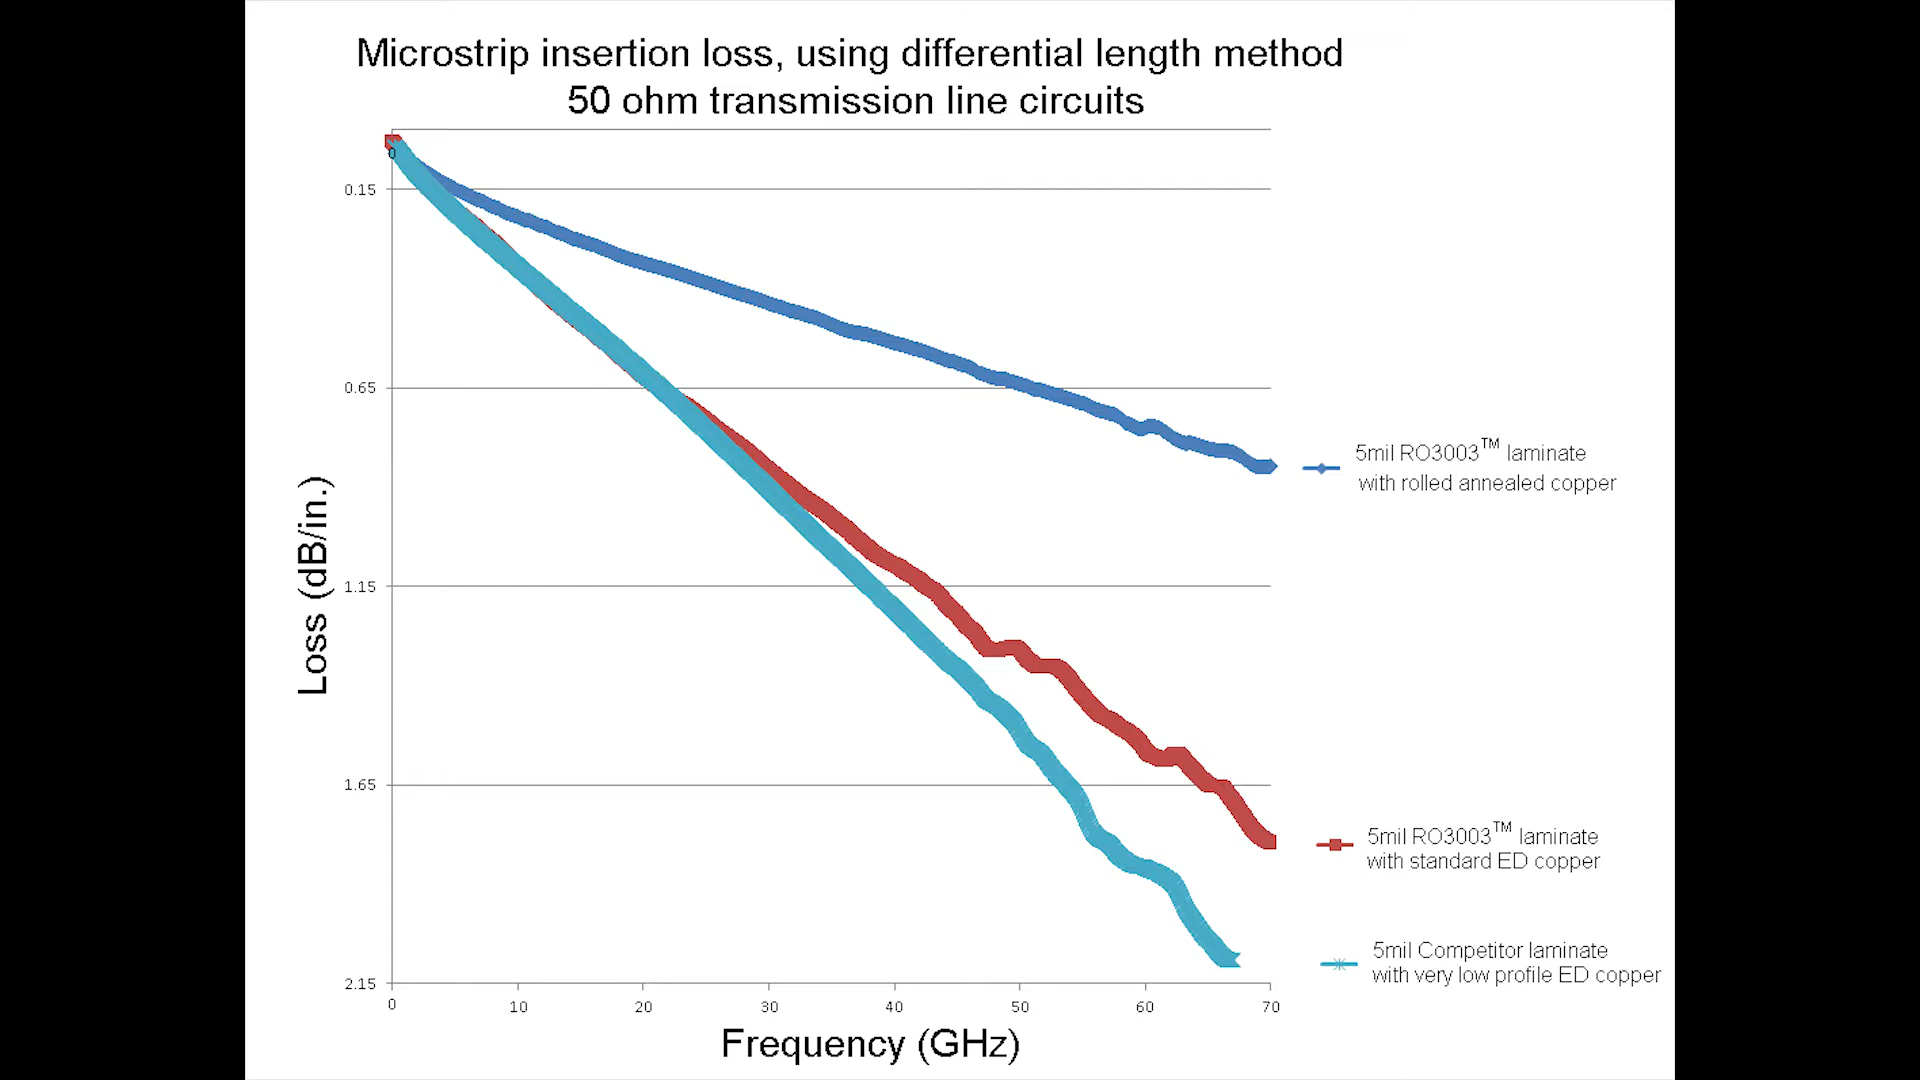 Microstrip insertion loss, using differential length method
50 ohm transmission line circuits
0
0.15
0.65
1.15
1.65
2.15
Loss (dB/in.)
0 10 20 30 40 50 60 70
Frequency (GHz)
5mil RO3003™ laminate
with rolled annealed copper
5mil RO3003™ laminate
with standard ED copper
5mil Competitor laminate
with very low profile ED copper